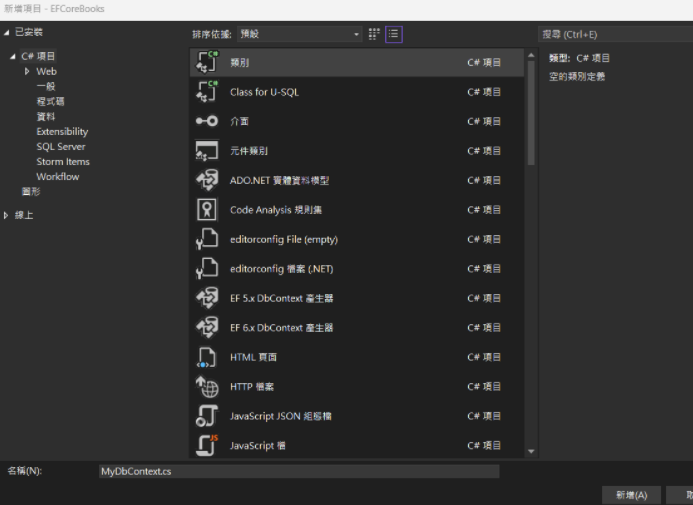 新增項目 - EFCoreBooks
已安裝
C# 項目
Web
一般
程式碼
資料
Extensibility
SQL Server
Storm Items
Workflow
圖形
線上
排序依據: 預設
類別 C# 項目
Class for U-SQL C# 項目
介面 C# 項目
元件類別 C# 項目
ADO.NET 實體資料模型 C# 項目
Code Analysis 規則集 C# 項目
editorconfig File (empty) C# 項目
editorconfig 檔案 (.NET) C# 項目
EF 5.x DbContext 產生器 C# 項目
EF 6.x DbContext 產生器 C# 項目
HTML 頁面 C# 項目
HTTP 檔案 C# 項目
JavaScript JSON 組態檔 C# 項目
JavaScript 檔 C# 項目
搜尋 (Ctrl+E)
類型: C# 項目
空的類別定義
名稱(N): MyDbContext.cs
新增(A)